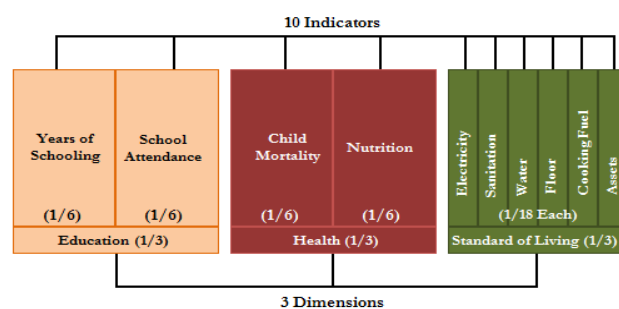 10 Indicators
Years of
Schooling
(1/6)
School
Attendance
(1/6)
Education (1/3)
Child
Mortality
(1/6)
Nutrition
(1/6)
Health (1/3)
Electricity
Sanitation
Water
Floor
Cooking Fuel
Assets
(1/18 Each)
Standard of Living (1/3)
3 Dimensions